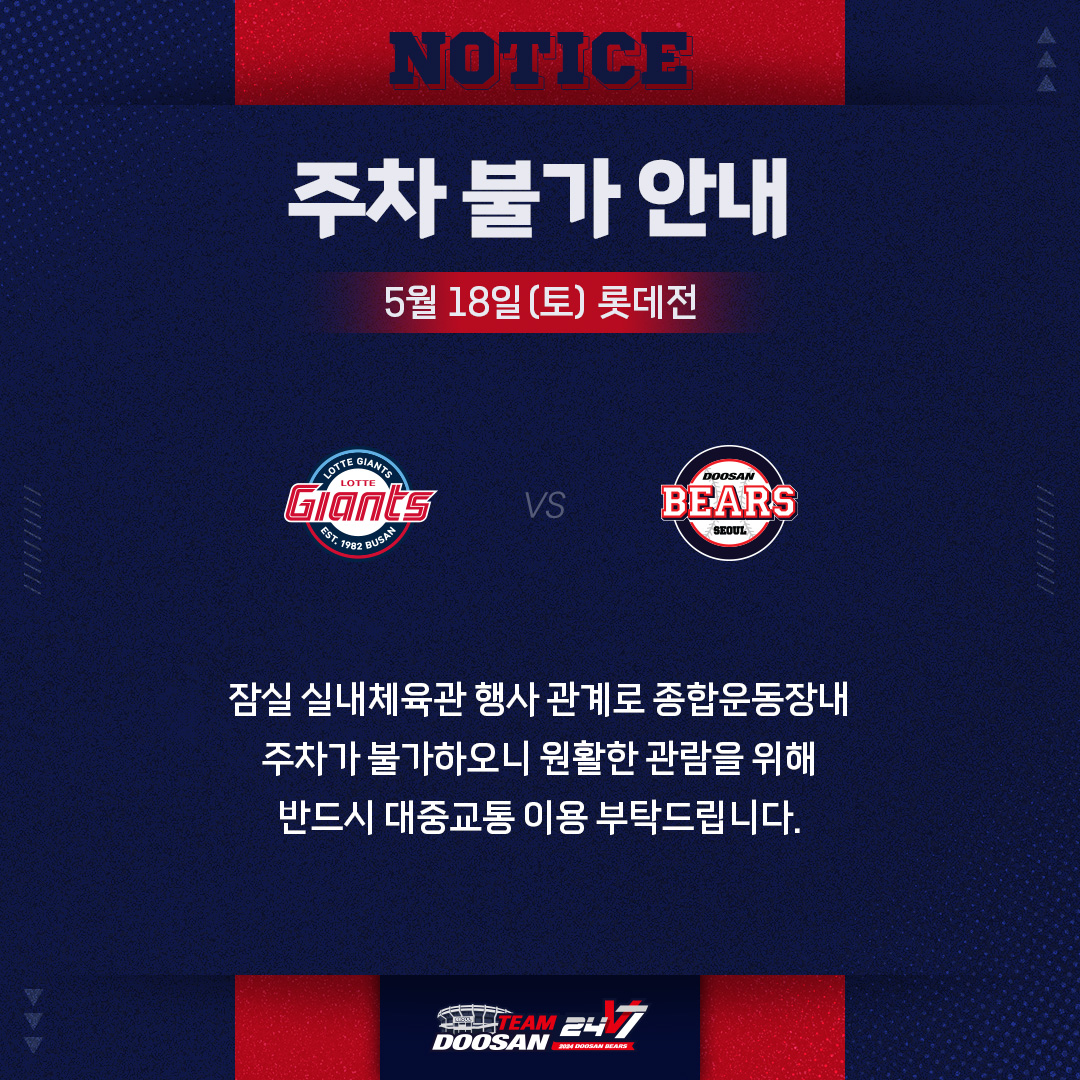 NOTICE
주차 불가 안내
5월 18일(토) 롯데전
LOTTE GIANTS
LOTTE
Giants
EST. 1982 BUSAN
VS
DOOSAN
BEARS
SEOUL
잠실 실내체육관 행사 관계로 종합운동장내
주차가 불가하오니 원활한 관람을 위해
반드시 대중교통 이용 부탁드립니다.
TEAM
DOOSAN
24V7
2024 DOOSAN BEARS